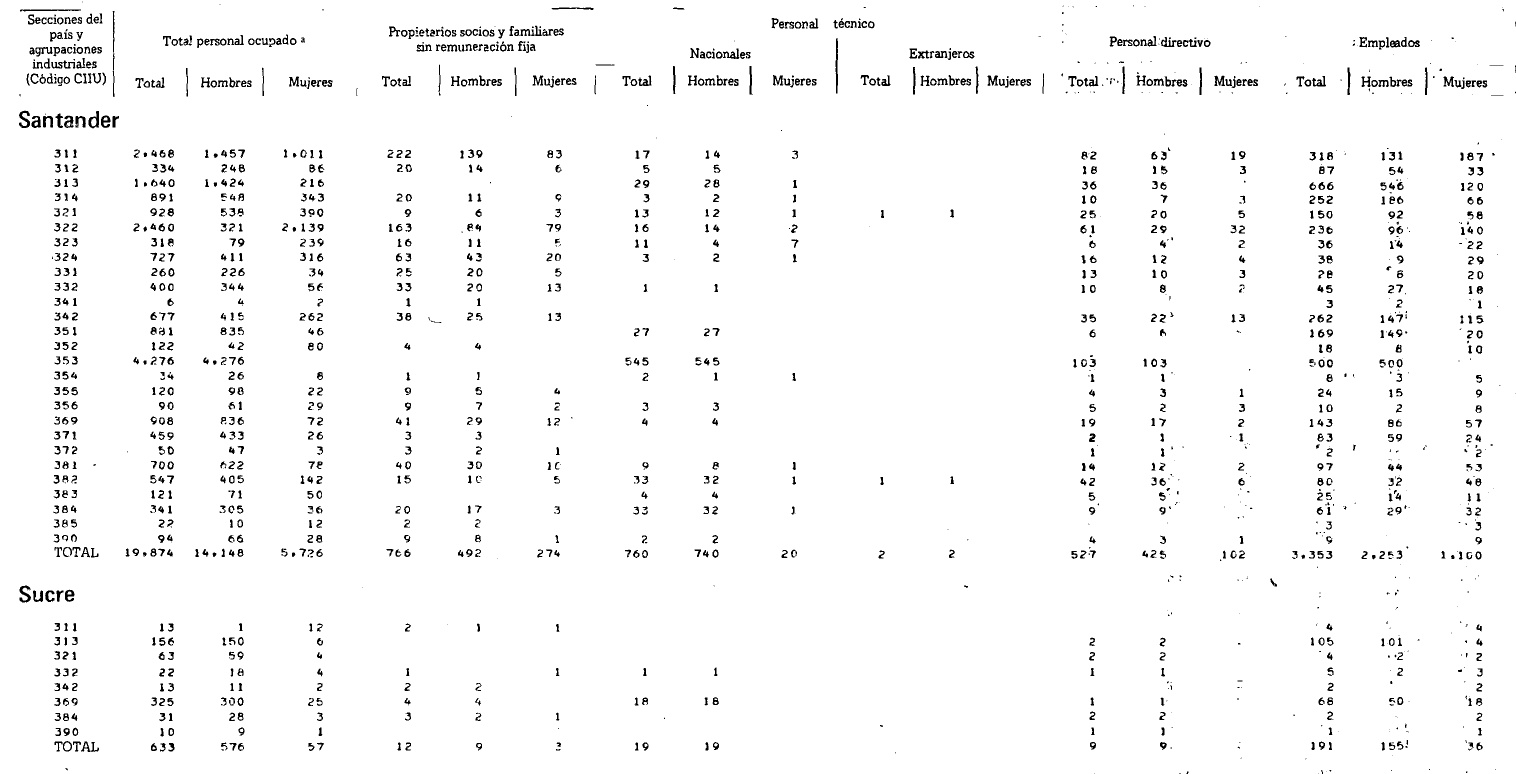 Secciones del país y agrupaciones industriales (Código CIIU) Total personal ocupado a Propietarios socios y familiares sin remuneración fija Personal técnico Personal directivo Empleados
Nacionales Extranjeros
Total Hombres Mujeres Total Hombres Mujeres Total Hombres Mujeres Total Hombres Mujeres Total Hombres Mujeres Total Hombres Mujeres
Santander
311 2.468 1.457 1.011 222 139 83 17 14 3 82 63 19 318 131 187
312 334 248 86 20 14 6 5 5 18 15 3 87 54 33
313 1.640 1.424 216 29 28 1 36 36 666 546 120
314 891 548 343 20 11 9 3 2 1 10 7 3 252 186 66
321 928 538 390 9 6 3 13 12 1 1 1 25 20 5 150 92 58
322 2.460 321 2.139 163 84 79 16 14 2 61 29 32 236 96 140
323 318 79 239 16 11 5 11 4 7 6 4 2 36 14 22
324 727 411 316 63 43 20 3 2 1 16 12 4 38 9 29
331 260 226 34 25 20 5 13 10 3 28 8 20
332 400 344 56 33 20 13 1 1 10 8 2 45 27 18
341 6 4 2 1 1 3 2 1
342 677 415 262 38 25 13 35 22 13 262 147 115
351 881 835 46 27 27 6 6 169 149 20
352 122 42 80 4 4 18 8 10
353 4.276 4.276 545 545 103 103 500 500
354 34 26 8 1 1 2 1 1 1 1 8 3 5
355 120 98 22 9 5 4 4 3 1 24 15 9
356 90 61 29 9 7 2 3 3 5 2 3 10 2 8
369 908 836 72 41 29 12 4 4 19 17 2 143 86 57
371 459 433 26 3 3 2 1 1 83 59 24
372 50 47 3 3 2 1 1 1 2 2
381 700 622 78 40 30 10 9 8 1 14 12 2 97 44 53
382 547 405 142 15 10 5 33 32 1 1 1 42 36 6 80 32 48
383 121 71 50 4 4 5 5 25 14 11
384 341 305 36 20 17 3 33 32 1 9 9 61 29 32
385 22 10 12 2 2 3 3
390 94 66 28 9 8 1 2 2 4 3 1 9 9
TOTAL 19.874 14.148 5.726 766 492 274 760 740 20 2 2 527 425 102 3.353 2.253 1.100
Sucre
311 13 1 12 2 1 1 4 4
313 156 150 6 2 2 105 101 4
321 63 59 4 2 2 4 2 2
332 22 18 4 1 1 1 1 1 1 5 2 3
342 13 11 2 2 2 2 2
369 325 300 25 4 4 18 18 1 1 68 50 18
384 31 28 3 3 2 1 2 2 2 2
390 10 9 1 1 1 1 1
TOTAL 633 576 57 12 9 3 19 19 9 9 191 155 36